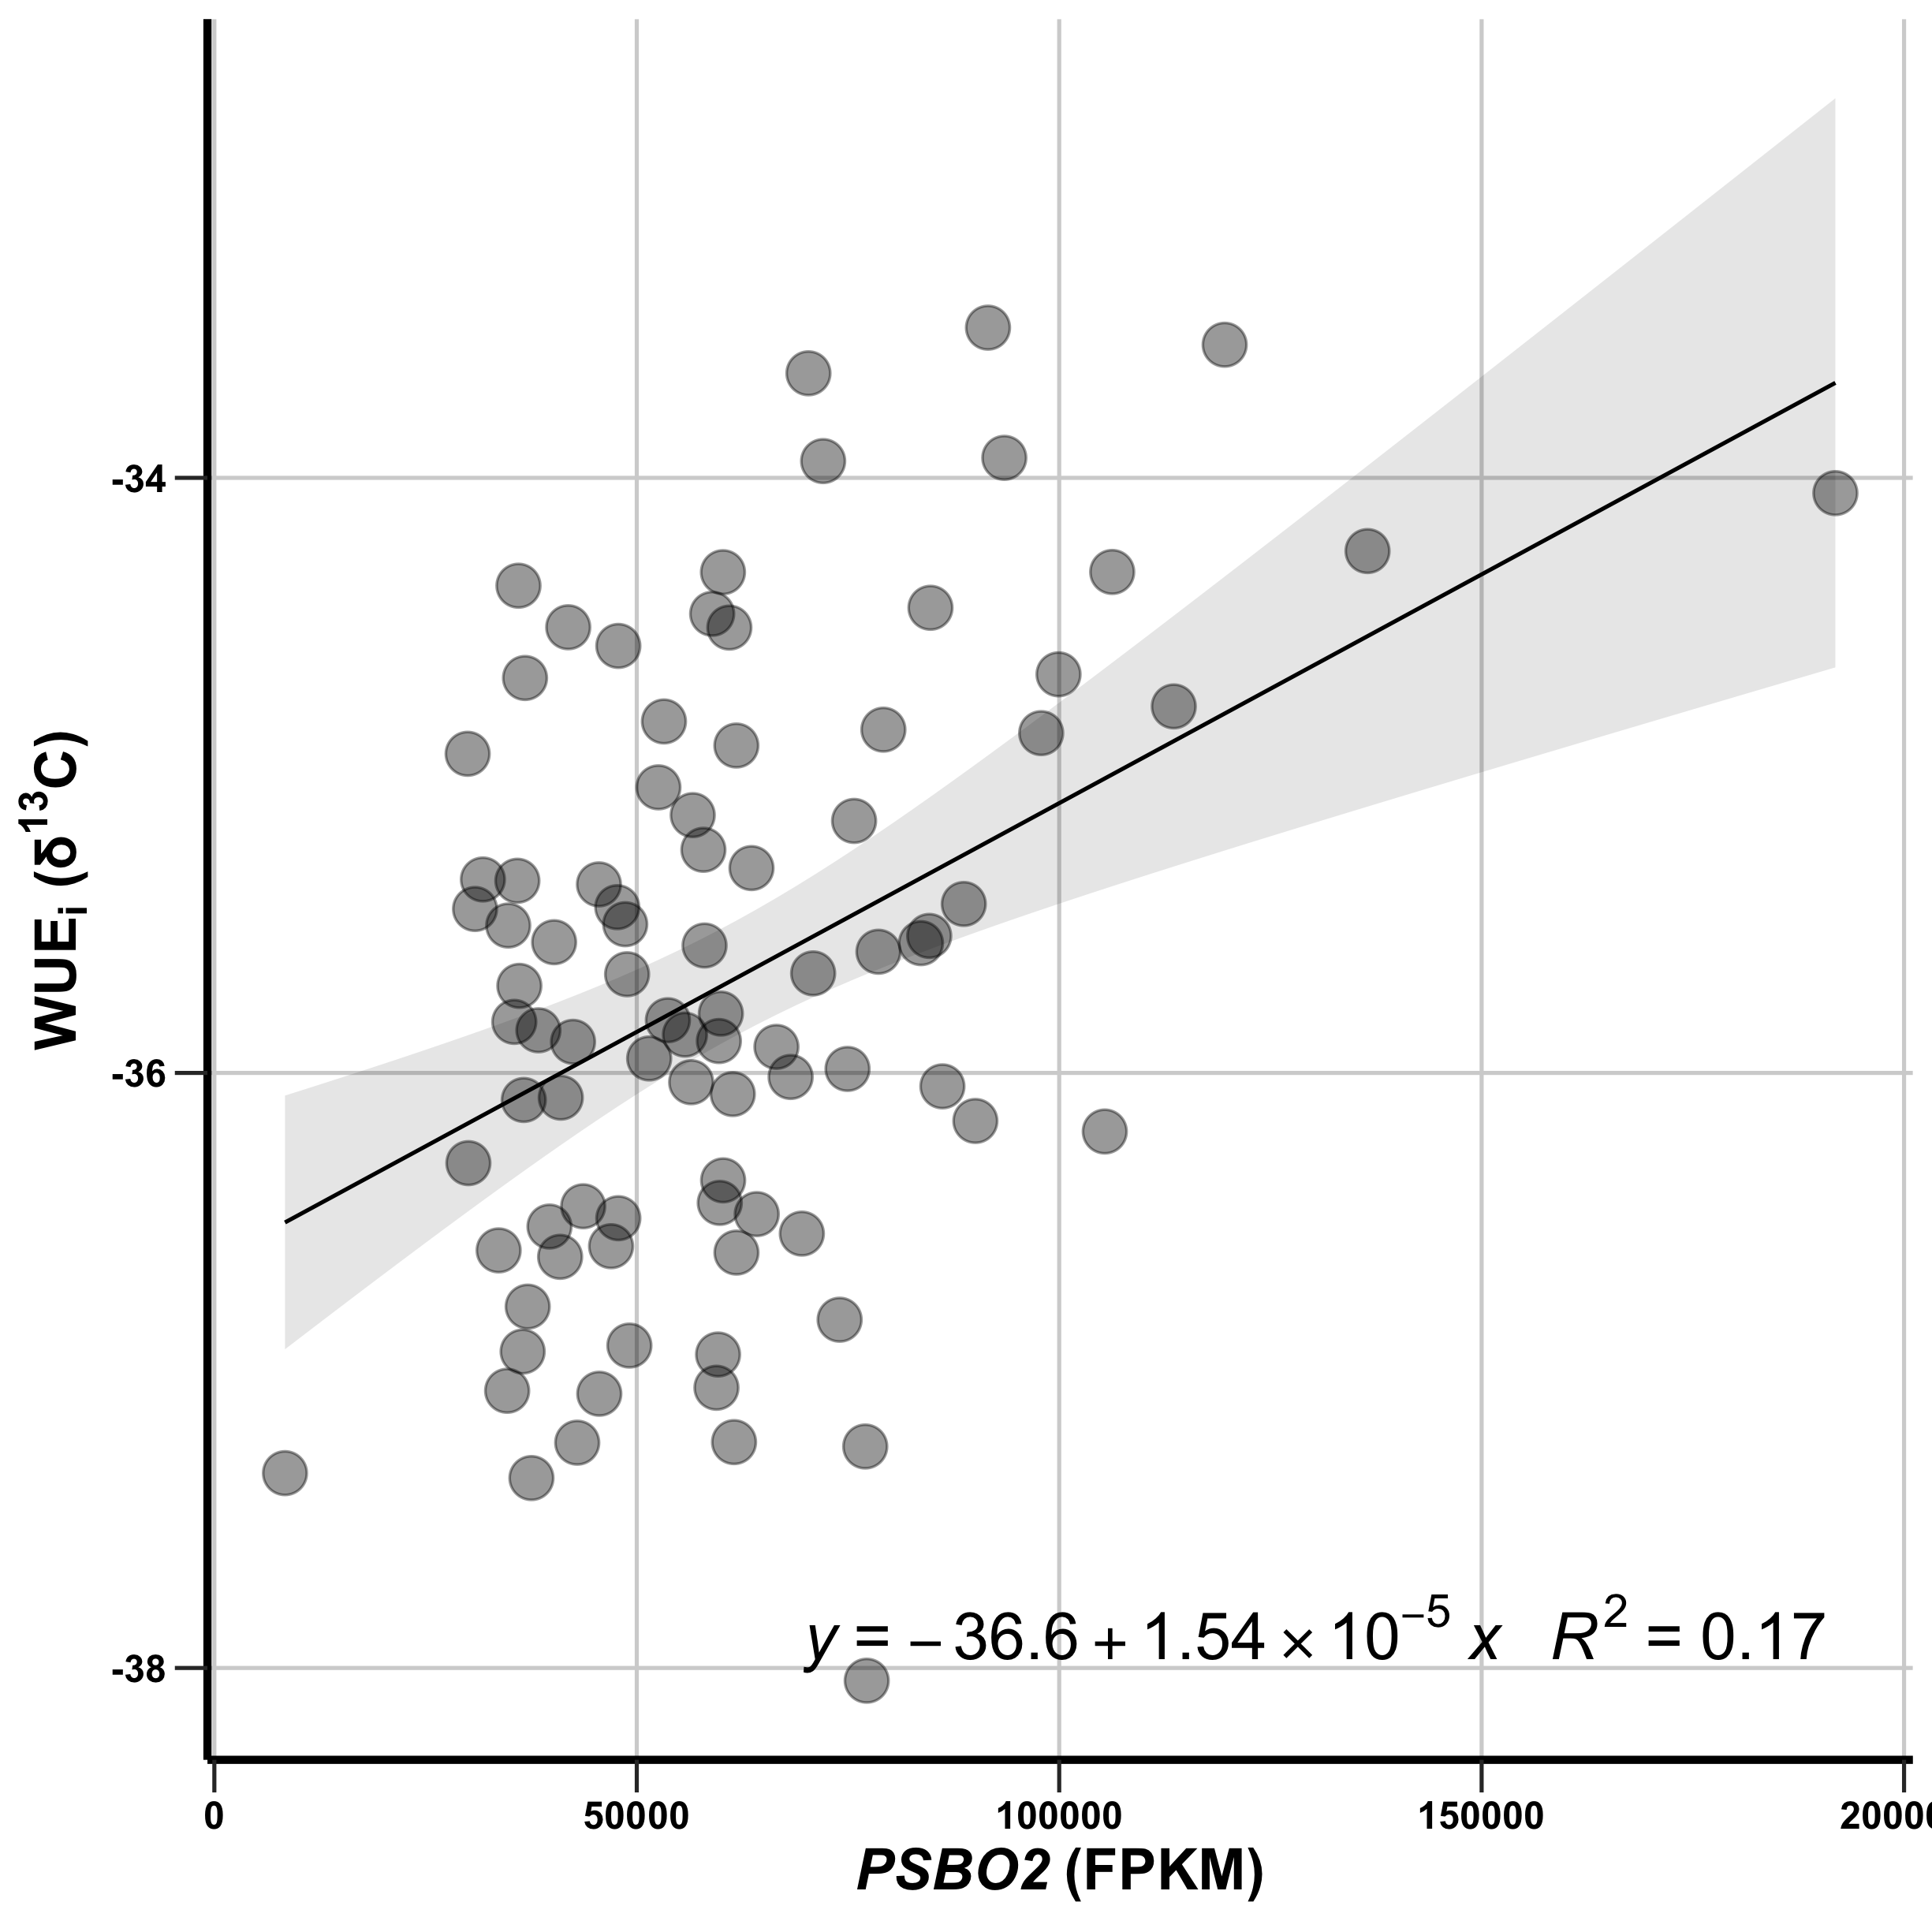 WUEi (δ¹³C)
-34
-36
-38
y = − 36.6 + 1.54 × 10⁻⁵ x R² = 0.17
0 50000 100000 150000
PSBO2 (FPKM)